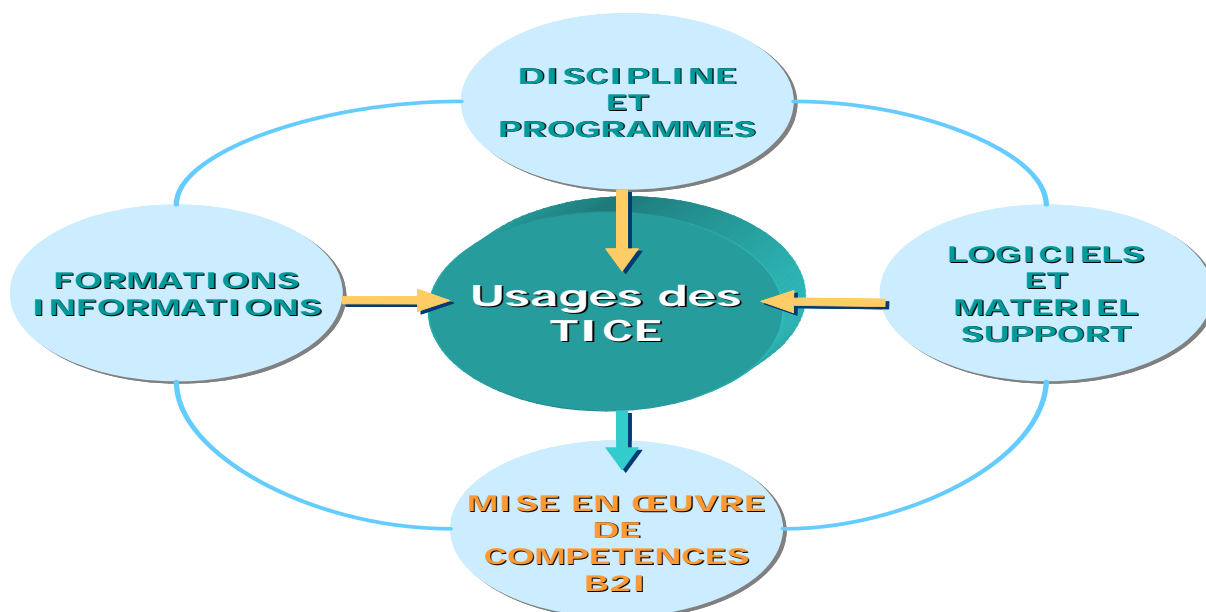 DISCIPLINE
ET
PROGRAMMES
FORMATIONS
INFORMATIONS
Usages des
TICE
LOGICIELS
ET
MATERIEL
SUPPORT
MISE EN ŒUVRE
DE
COMPETENCES
B2I